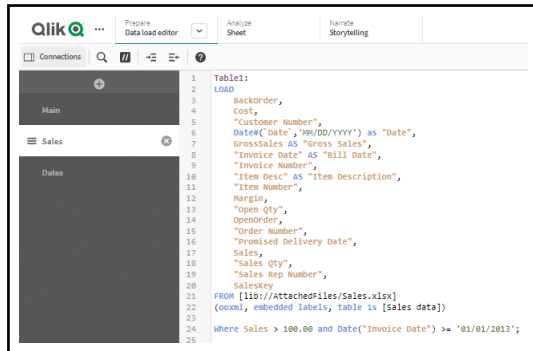 Qlik
Prepare
Data load editor
Analyze
Sheet
Narrate
Storytelling
Connections
Main
Sales
Dates
1 Table1:
2 LOAD
3 BackOrder,
4 Cost,
5 "Customer Number",
6 Date#(`Date`,'MM/DD/YYYY') as "Date",
7 GrossSales AS "Gross Sales",
8 "Invoice Date" AS "Bill Date",
9 "Invoice Number",
10 "Item Desc" AS "Item Description",
11 "Item Number",
12 Margin,
13 "Open Qty",
14 OpenOrder,
15 "Order Number",
16 "Promised Delivery Date",
17 Sales,
18 "Sales Qty",
19 "Sales Rep Number",
20 SalesKey
21 FROM [lib://AttachedFiles/Sales.xlsx]
22 (ooxml, embedded labels, table is [Sales data])
23
24 Where Sales > 100.00 and Date("Invoice Date") >= '01/01/2013';
25